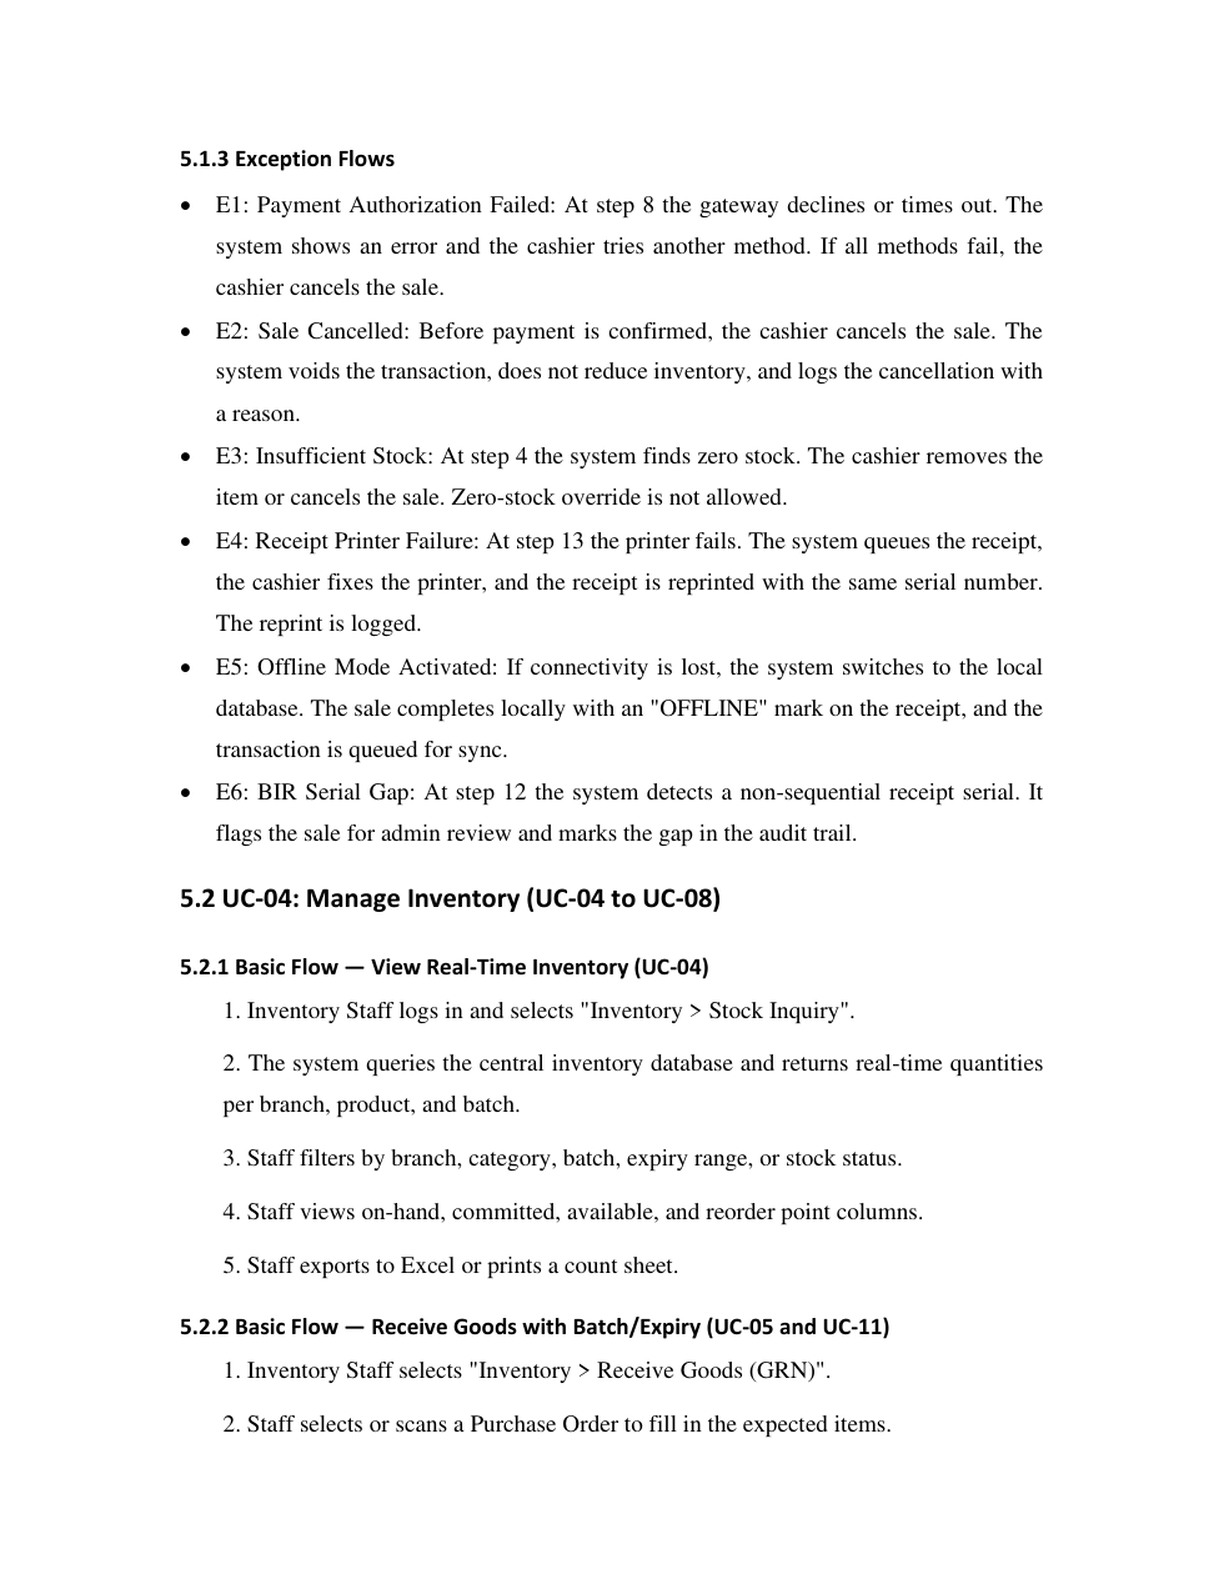 5.1.3 Exception Flows
• E1: Payment Authorization Failed: At step 8 the gateway declines or times out. The
system shows an error and the cashier tries another method. If all methods fail, the
cashier cancels the sale.
• E2: Sale Cancelled: Before payment is confirmed, the cashier cancels the sale. The
system voids the transaction, does not reduce inventory, and logs the cancellation with
a reason.
• E3: Insufficient Stock: At step 4 the system finds zero stock. The cashier removes the
item or cancels the sale. Zero-stock override is not allowed.
• E4: Receipt Printer Failure: At step 13 the printer fails. The system queues the receipt,
the cashier fixes the printer, and the receipt is reprinted with the same serial number.
The reprint is logged.
• E5: Offline Mode Activated: If connectivity is lost, the system switches to the local
database. The sale completes locally with an "OFFLINE" mark on the receipt, and the
transaction is queued for sync.
• E6: BIR Serial Gap: At step 12 the system detects a non-sequential receipt serial. It
flags the sale for admin review and marks the gap in the audit trail.
5.2 UC-04: Manage Inventory (UC-04 to UC-08)
5.2.1 Basic Flow — View Real-Time Inventory (UC-04)
1. Inventory Staff logs in and selects "Inventory > Stock Inquiry".
2. The system queries the central inventory database and returns real-time quantities
per branch, product, and batch.
3. Staff filters by branch, category, batch, expiry range, or stock status.
4. Staff views on-hand, committed, available, and reorder point columns.
5. Staff exports to Excel or prints a count sheet.
5.2.2 Basic Flow — Receive Goods with Batch/Expiry (UC-05 and UC-11)
1. Inventory Staff selects "Inventory > Receive Goods (GRN)".
2. Staff selects or scans a Purchase Order to fill in the expected items.